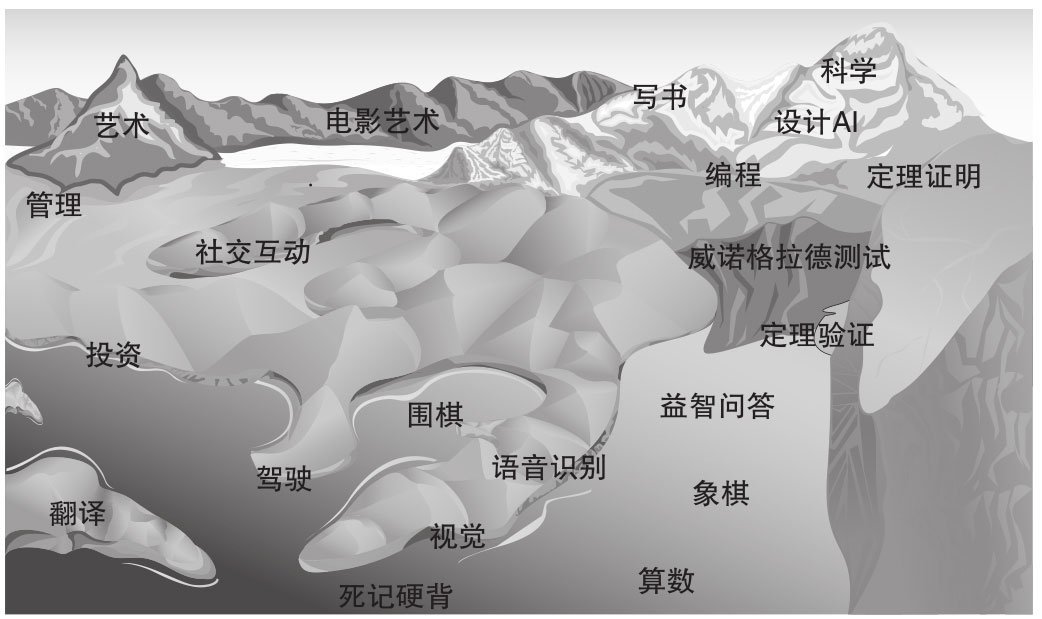 科学
写书
设计AI
艺术
电影艺术
编程
定理证明
管理
社交互动
威诺格拉德测试
定理验证
投资
益智问答
围棋
语音识别
驾驶
象棋
翻译
视觉
死记硬背
算数